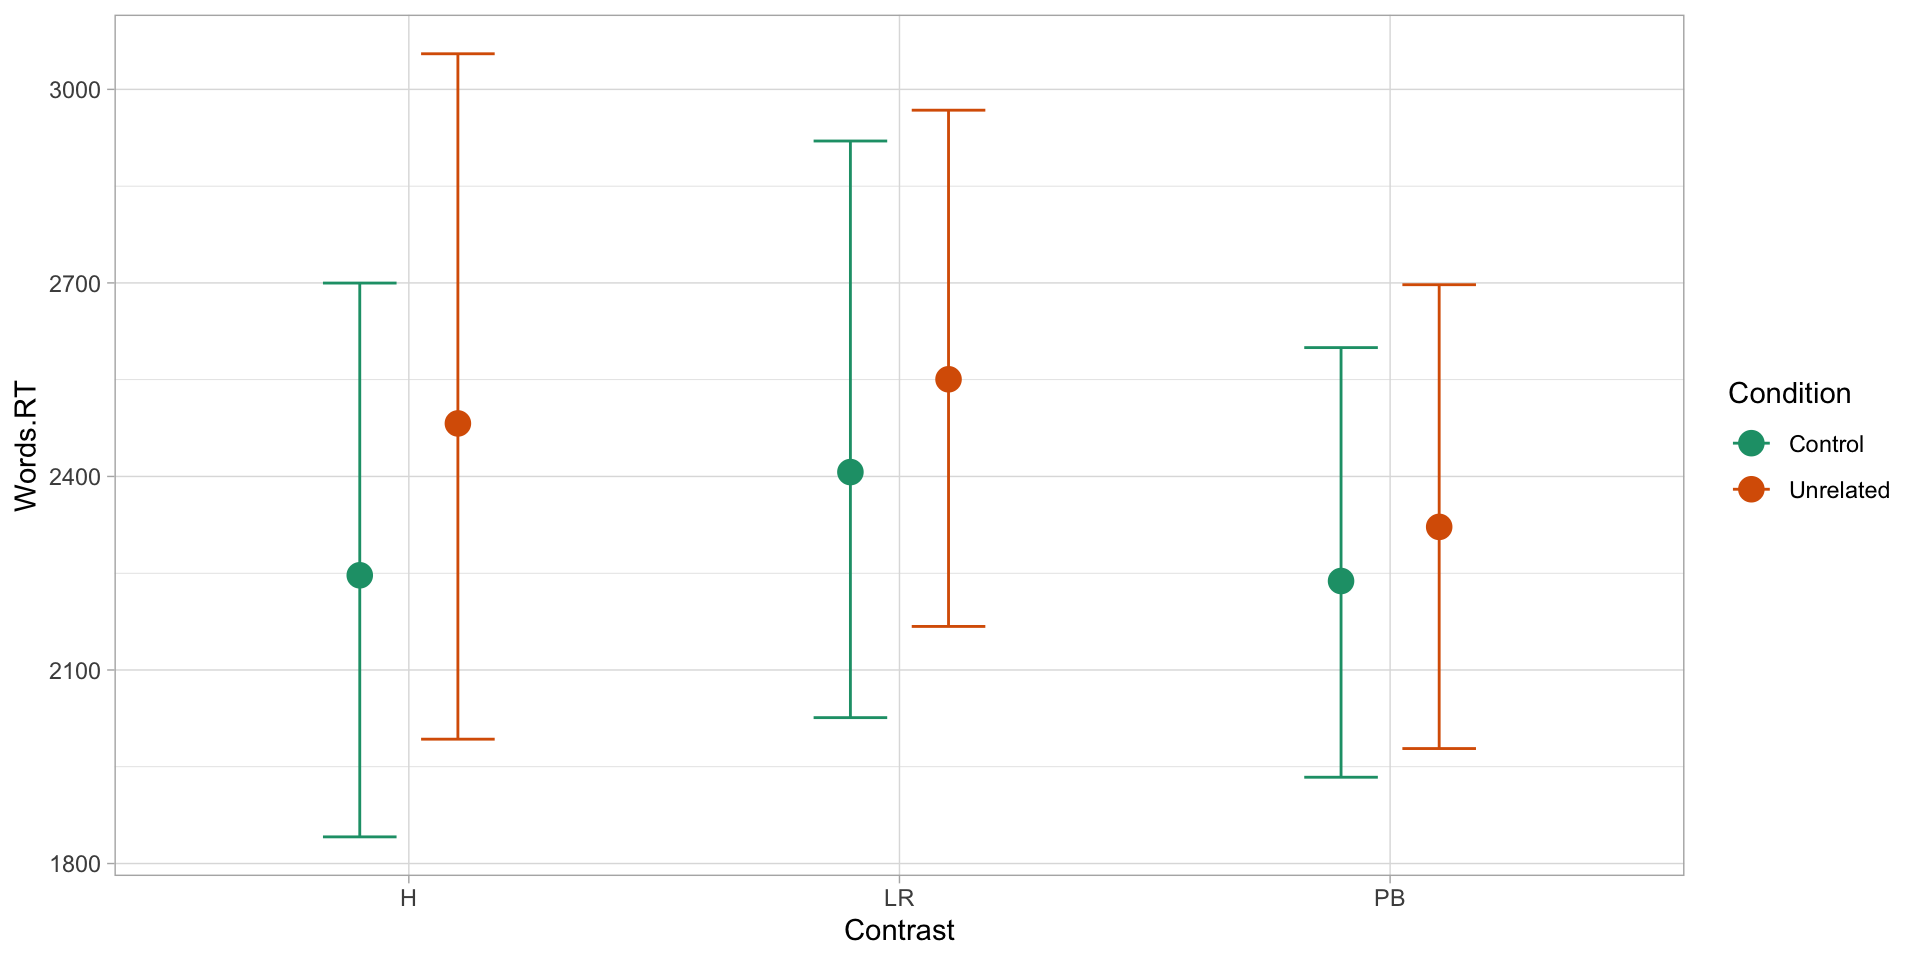 3000
2700
2400
2100
1800
Words.RT
H LR PB
Contrast
Condition
Control
Unrelated